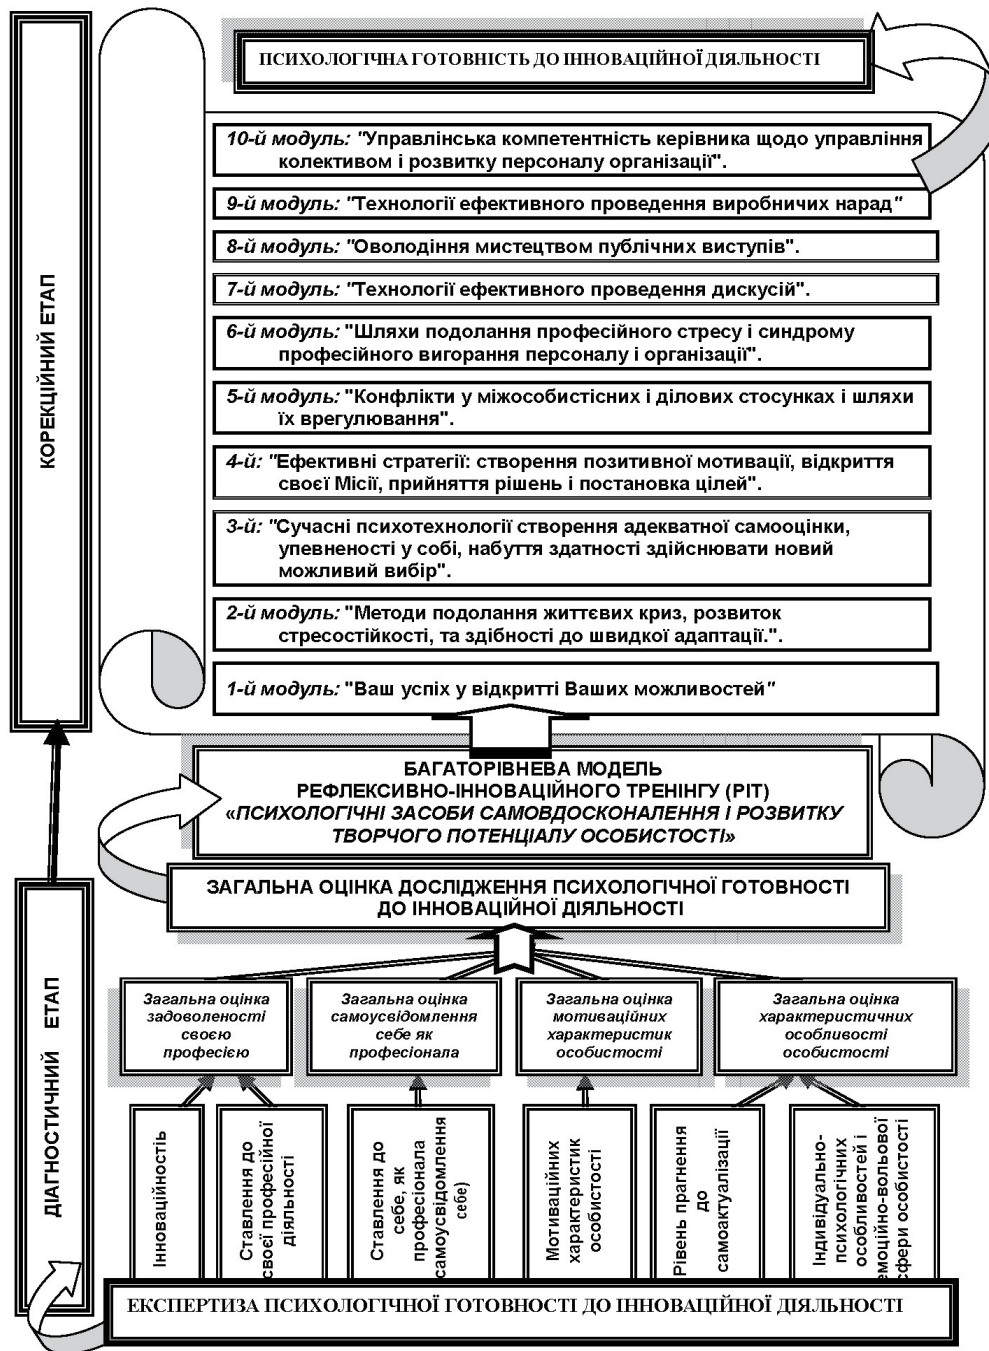 ПСИХОЛОГІЧНА ГОТОВНІСТЬ ДО ІННОВАЦІЙНОЇ ДІЯЛЬНОСТІ
КОРЕКЦІЙНИЙ ЕТАП
10-й модуль: "Управлінська компетентність керівника щодо управління
колективом і розвитку персоналу організації".
9-й модуль: "Технології ефективного проведення виробничих нарад"
8-й модуль: "Оволодіння мистецтвом публічних виступів".
7-й модуль: "Технології ефективного проведення дискусій".
6-й модуль: "Шляхи подолання професійного стресу і синдрому
професійного вигорання персоналу і організації".
5-й модуль: "Конфлікти у міжособистісних і ділових стосунках і шляхи
їх врегулювання".
4-й: "Ефективні стратегії: створення позитивної мотивації, відкриття
своєї Місії, прийняття рішень і постановка цілей".
3-й: "Сучасні психотехнології створення адекватної самооцінки,
упевненості у собі, набуття здатності здійснювати новий
можливий вибір".
2-й модуль: "Методи подолання життєвих криз, розвиток
стресостійкості, та здібності до швидкої адаптації.".
1-й модуль: "Ваш успіх у відкритті Ваших можливостей"
БАГАТОРІВНЕВА МОДЕЛЬ
РЕФЛЕКСИВНО-ІННОВАЦІЙНОГО ТРЕНІНГУ (РІТ)
«ПСИХОЛОГІЧНІ ЗАСОБИ САМОВДОСКОНАЛЕННЯ І РОЗВИТКУ
ТВОРЧОГО ПОТЕНЦІАЛУ ОСОБИСТОСТІ»
ДІАГНОСТИЧНИЙ ЕТАП
ЗАГАЛЬНА ОЦІНКА ДОСЛІДЖЕННЯ ПСИХОЛОГІЧНОЇ ГОТОВНОСТІ
ДО ІННОВАЦІЙНОЇ ДІЯЛЬНОСТІ
Загальна оцінка
задоволеності
своєю
професією
Загальна оцінка
самоусвідомлення
себе як
професіонала
Загальна оцінка
мотиваційних
характеристик
особистості
Загальна оцінка
характеристичних
особливості
особистості
Інноваційність
Ставлення до
своєї професійної
діяльності
Ставлення до
себе, як
професіонала
самоусвідомлення
себе)
Мотиваційних
характеристик
особистості
Рівень прагнення
до
самоактуалізації
Індивідуально-
психологічних
особливостей і
емоційно-вольової
сфери особистості
ЕКСПЕРТИЗА ПСИХОЛОГІЧНОЇ ГОТОВНОСТІ ДО ІННОВАЦІЙНОЇ ДІЯЛЬНОСТІ